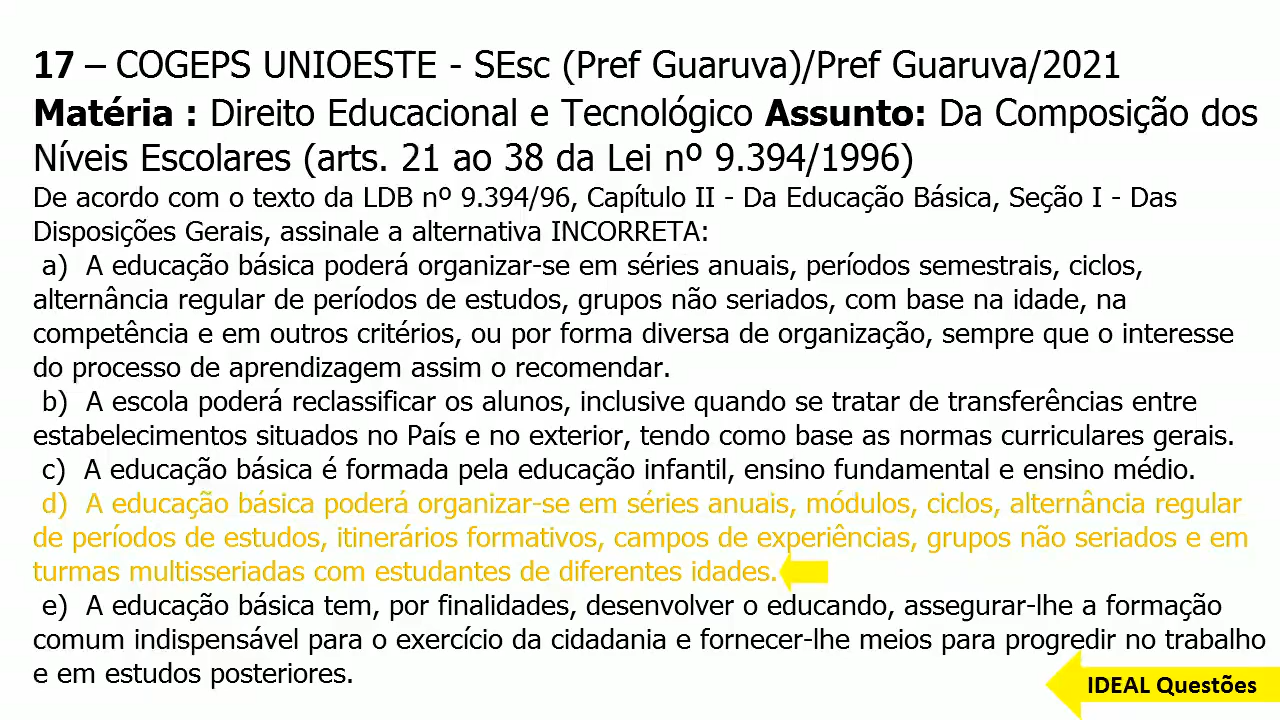 17 – COGEPS UNIOESTE - SEsc (Pref Guaruva)/Pref Guaruva/2021
Matéria : Direito Educacional e Tecnológico Assunto: Da Composição dos
Níveis Escolares (arts. 21 ao 38 da Lei nº 9.394/1996)
De acordo com o texto da LDB nº 9.394/96, Capítulo II - Da Educação Básica, Seção I - Das
Disposições Gerais, assinale a alternativa INCORRETA:
a) A educação básica poderá organizar-se em séries anuais, períodos semestrais, ciclos,
alternância regular de períodos de estudos, grupos não seriados, com base na idade, na
competência e em outros critérios, ou por forma diversa de organização, sempre que o interesse
do processo de aprendizagem assim o recomendar.
b) A escola poderá reclassificar os alunos, inclusive quando se tratar de transferências entre
estabelecimentos situados no País e no exterior, tendo como base as normas curriculares gerais.
c) A educação básica é formada pela educação infantil, ensino fundamental e ensino médio.
d) A educação básica poderá organizar-se em séries anuais, módulos, ciclos, alternância regular
de períodos de estudos, itinerários formativos, campos de experiências, grupos não seriados e em
turmas multisseriadas com estudantes de diferentes idades.
e) A educação básica tem, por finalidades, desenvolver o educando, assegurar-lhe a formação
comum indispensável para o exercício da cidadania e fornecer-lhe meios para progredir no trabalho
e em estudos posteriores.
IDEAL Questões